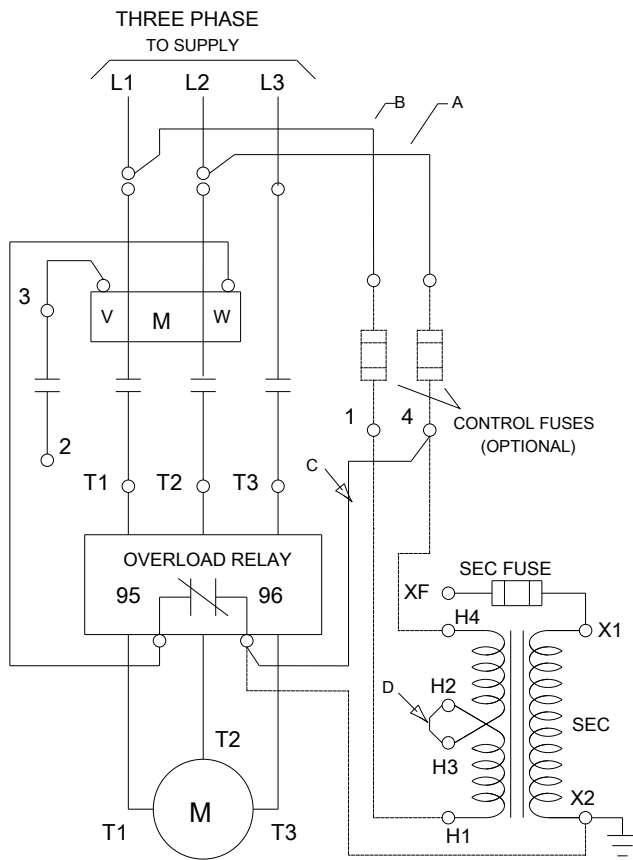 THREE PHASE
TO SUPPLY
L1 L2 L3
B A
3
V M W
2
1 4
CONTROL FUSES
(OPTIONAL)
C
T1 T2 T3
OVERLOAD RELAY
95 96
SEC FUSE
XF
H4 X1
D H2
SEC
H3
T2
X2
M
T1 T3
H1